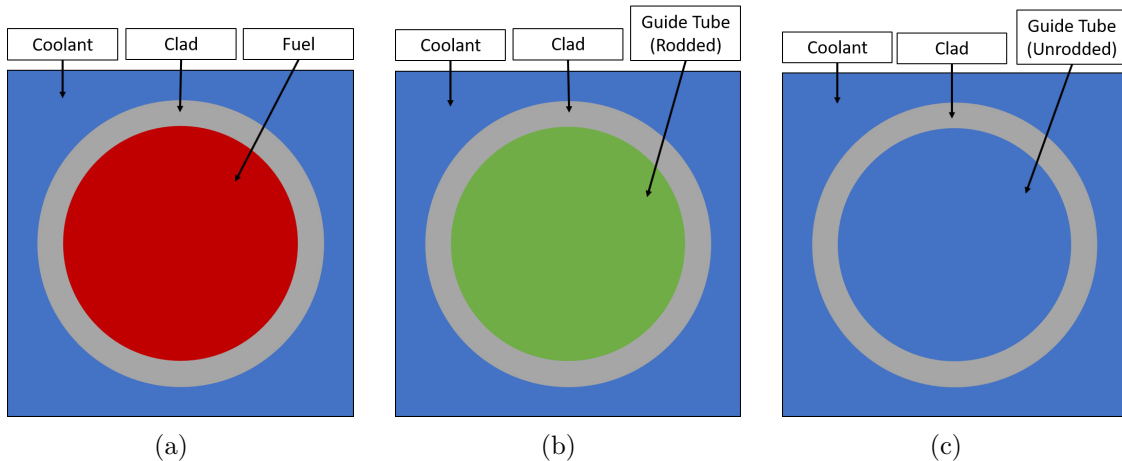 Coolant
Clad
Fuel
(a)
Coolant
Clad
Guide Tube
(Rodded)
(b)
Coolant
Clad
Guide Tube
(Unrodded)
(c)